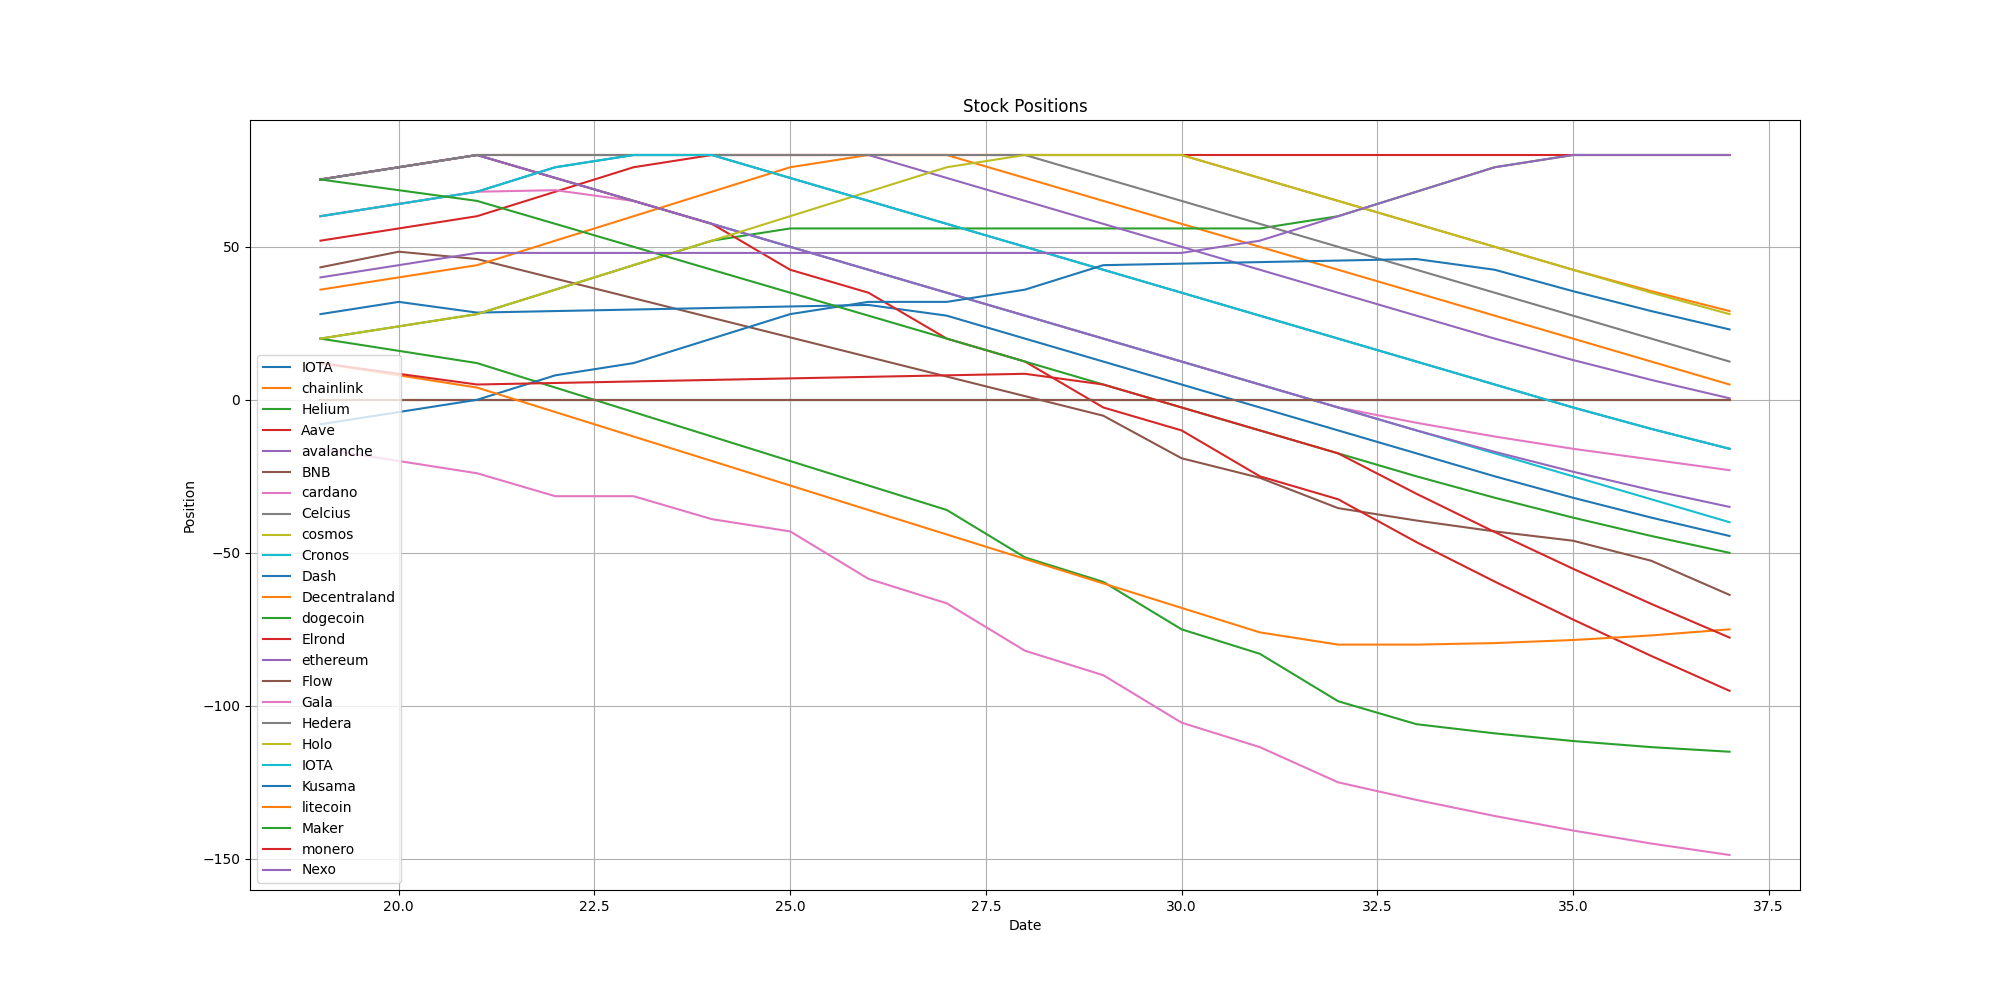 Stock Positions
50
0
−50
−100
−150
Position
IOTA
chainlink
Helium
Aave
avalanche
BNB
cardano
Celcius
cosmos
Cronos
Dash
Decentraland
dogecoin
Elrond
ethereum
Flow
Gala
Hedera
Holo
IOTA
Kusama
litecoin
Maker
monero
Nexo
20.0 22.5 25.0 27.5 30.0 32.5 35.0 37.5
Date